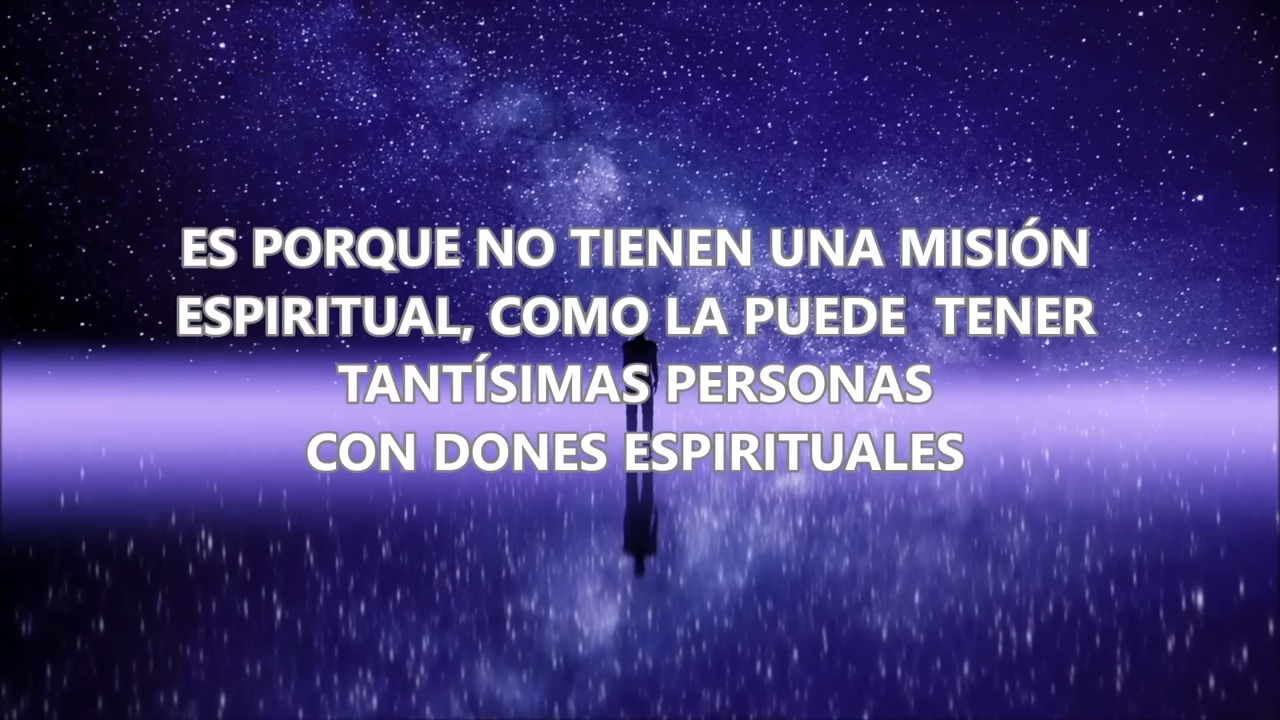 ES PORQUE NO TIENEN UNA MISIÓN
ESPIRITUAL, COMO LA PUEDE  TENER
TANTÍSIMAS PERSONAS
CON DONES ESPIRITUALES